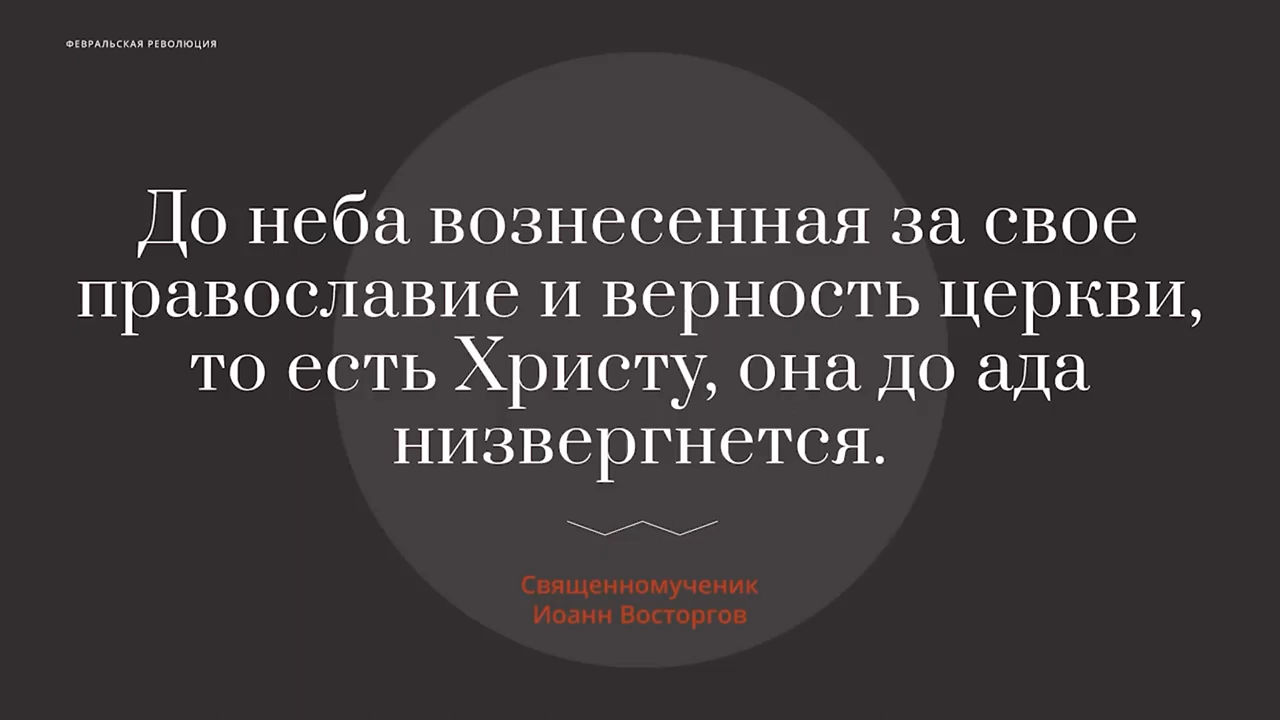 ФЕВРАЛЬСКАЯ РЕВОЛЮЦИЯ
До неба вознесенная за свое
православие и верность церкви,
то есть Христу, она до ада
низвергнется.
Священномученик
Иоанн Восторгов